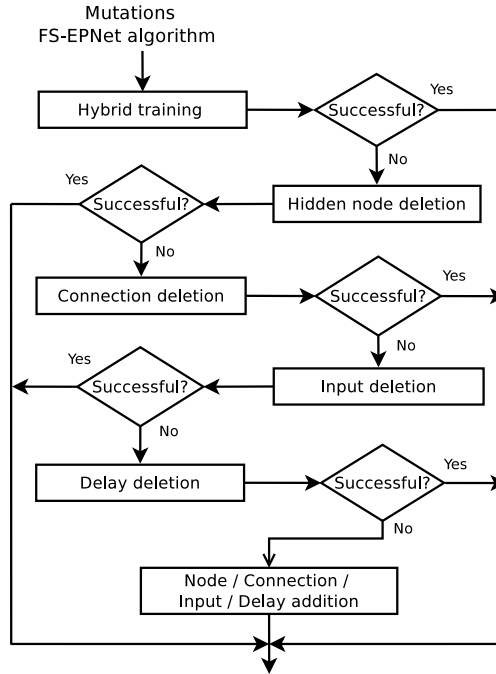 Mutations
FS-EPNet algorithm
Hybrid training
Successful?
Yes
No
Hidden node deletion
Successful?
Yes
No
Connection deletion
Successful?
Yes
No
Input deletion
Successful?
Yes
No
Delay deletion
Successful?
Yes
No
Node / Connection /
Input / Delay addition